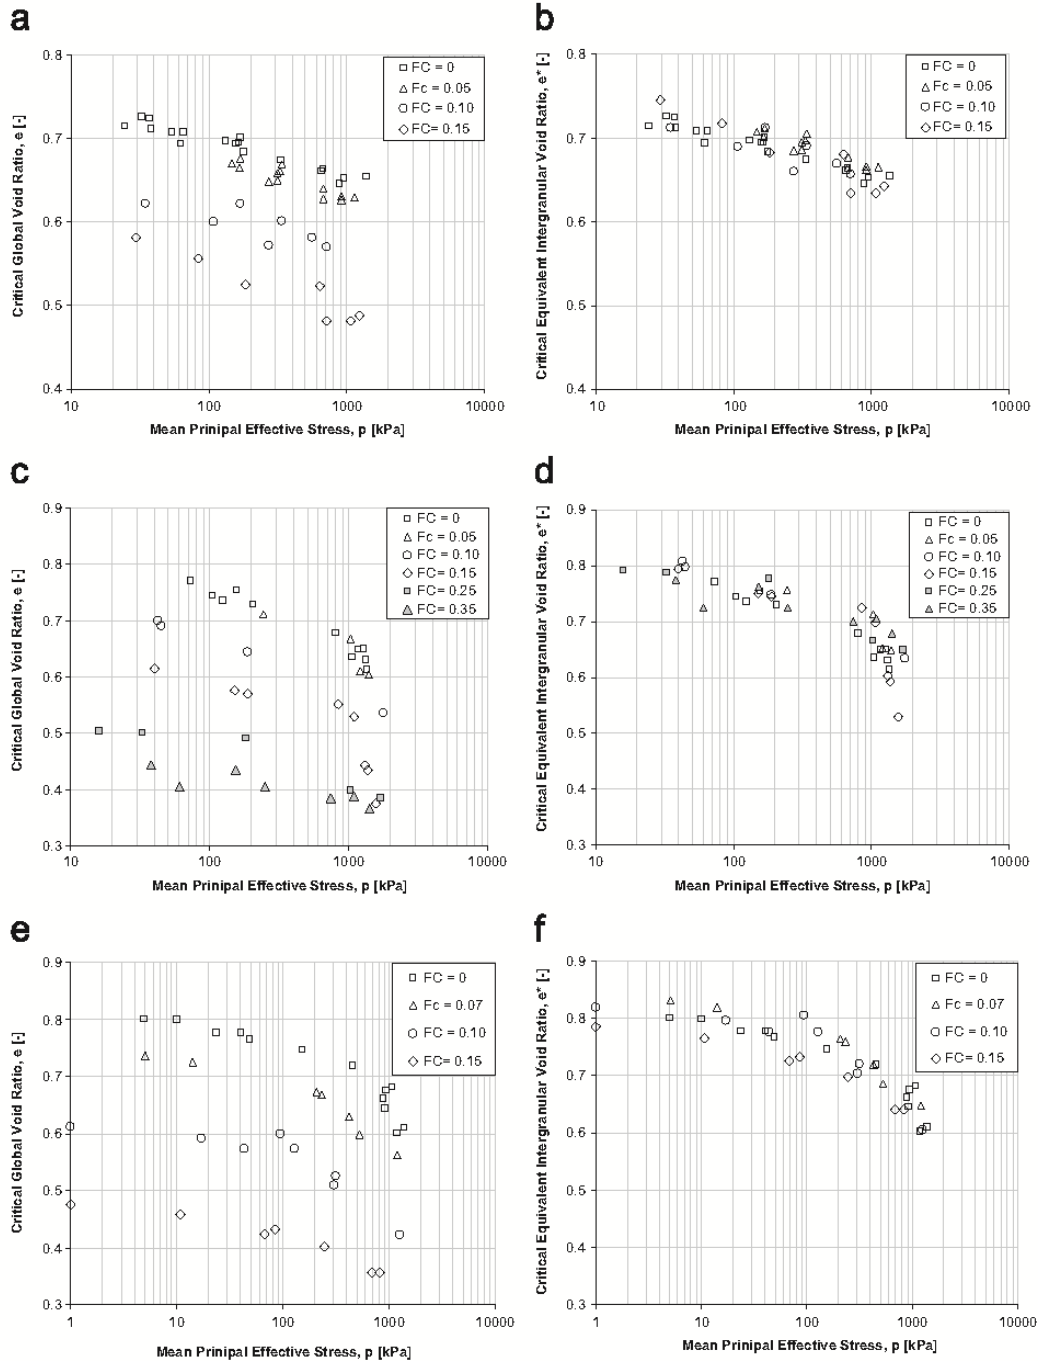 a
Critical Global Void Ratio, e [-]
0.8
0.7
0.6
0.5
0.4
FC = 0
Fc = 0.05
FC = 0.10
FC= 0.15
10
100
1000
10000
Mean Prinipal Effective Stress, p [kPa]
b
Critical Equivalent Intergranular Void Ratio, e* [-]
0.8
0.7
0.6
0.5
0.4
FC = 0
Fc = 0.05
FC = 0.10
FC= 0.15
10
100
1000
10000
Mean Prinipal Effective Stress, p [kPa]
c
Critical Global Void Ratio, e [-]
0.9
0.8
0.7
0.6
0.5
0.4
0.3
FC = 0
Fc = 0.05
FC = 0.10
FC= 0.15
FC= 0.25
FC= 0.35
10
100
1000
10000
Mean Prinipal Effective Stress, p [kPa]
d
Critical Equivalent Intergranular Void Ratio, e* [-]
0.9
0.8
0.7
0.6
0.5
0.4
0.3
FC = 0
Fc = 0.05
FC = 0.10
FC= 0.15
FC= 0.25
FC= 0.35
10
100
1000
10000
Mean Prinipal Effective Stress, p [kPa]
e
Critical Global Void Ratio, e [-]
0.9
0.8
0.7
0.6
0.5
0.4
0.3
FC = 0
Fc = 0.07
FC = 0.10
FC= 0.15
1
10
100
1000
10000
Mean Prinipal Effective Stress, p [kPa]
f
Critical Equivalent Intergranular Void Ratio, e* [-]
0.9
0.8
0.7
0.6
0.5
0.4
0.3
FC = 0
Fc = 0.07
FC = 0.10
FC= 0.15
1
10
100
1000
10000
Mean Prinipal Effective Stress, p [kPa]